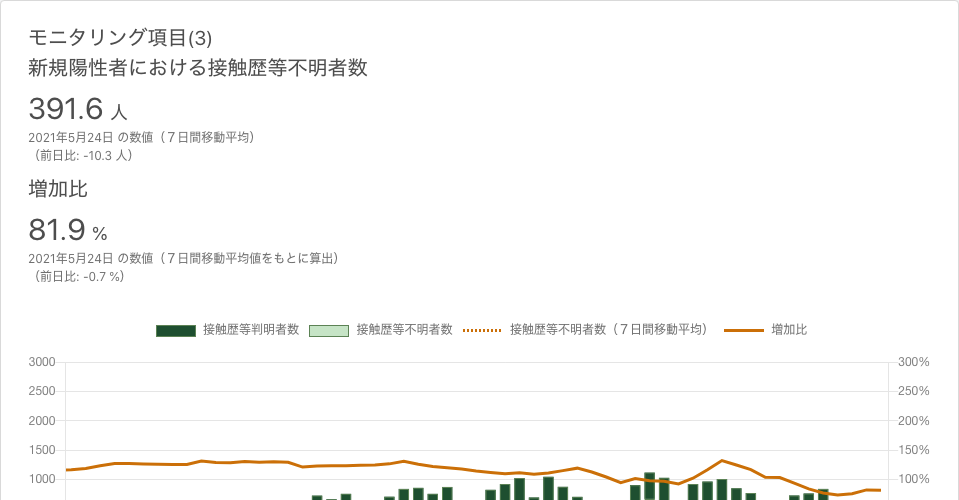 モニタリング項目(3)
新規陽性者における接触歴等不明者数
391.6 人
2021年5月24日 の数値（７日間移動平均）
（前日比: -10.3 人）
増加比
81.9 %
2021年5月24日 の数値（７日間移動平均値をもとに算出）
（前日比: -0.7 %）
接触歴等判明者数 接触歴等不明者数 接触歴等不明者数（７日間移動平均） 増加比
3000 300%
2500 250%
2000 200%
1500 150%
1000 100%